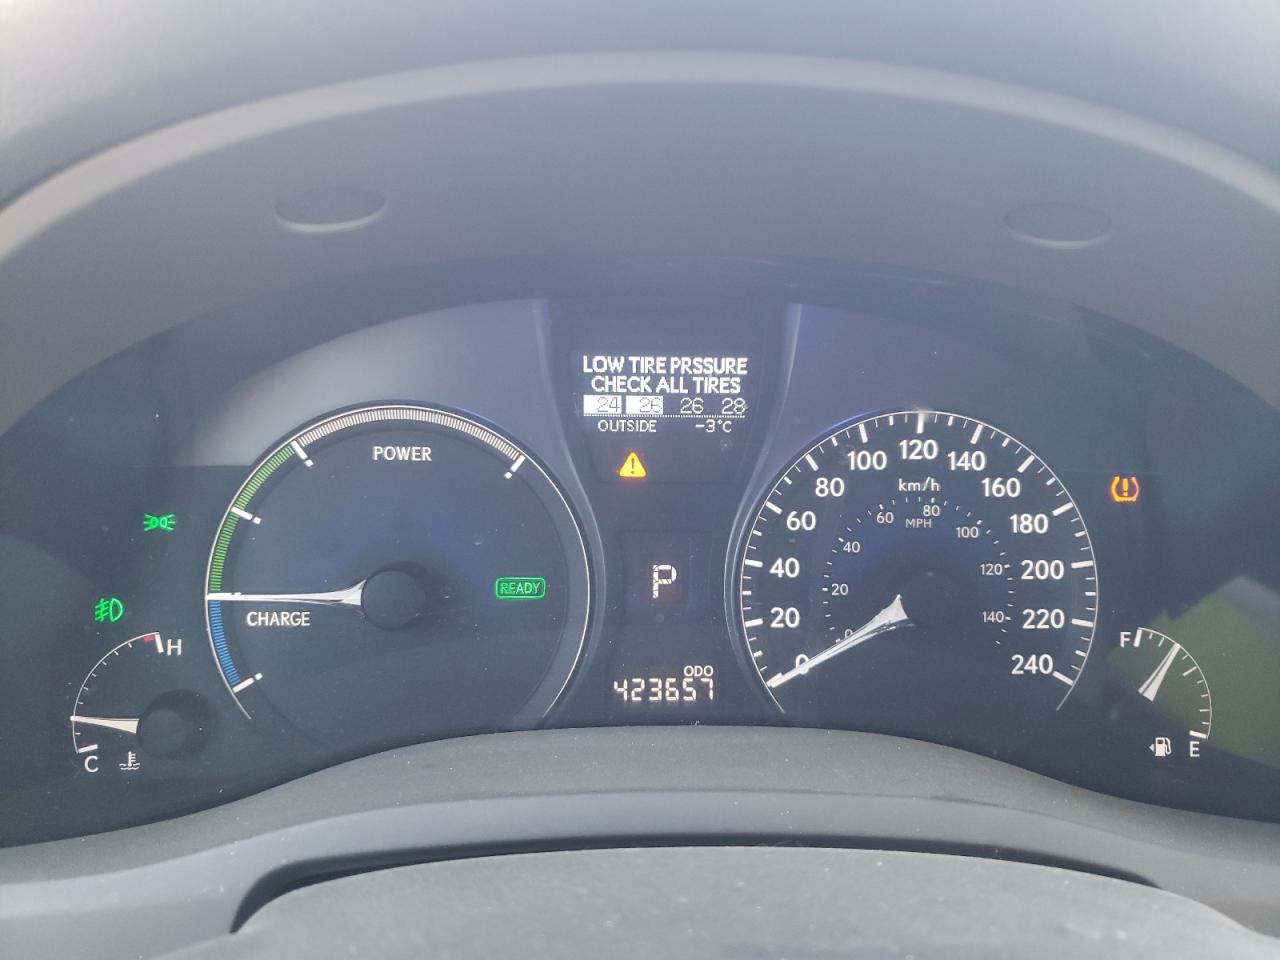 LOW TIRE PRSSURE
CHECK ALL TIRES
24 26 26 28
OUTSIDE -3°C
POWER
READY
CHARGE
H
C
P
ODO
423657
km/h
0 20 40 60 80 100 120 140 160 180 200 220 240
MPH
0 20 40 60 80 100 120 140
F
E